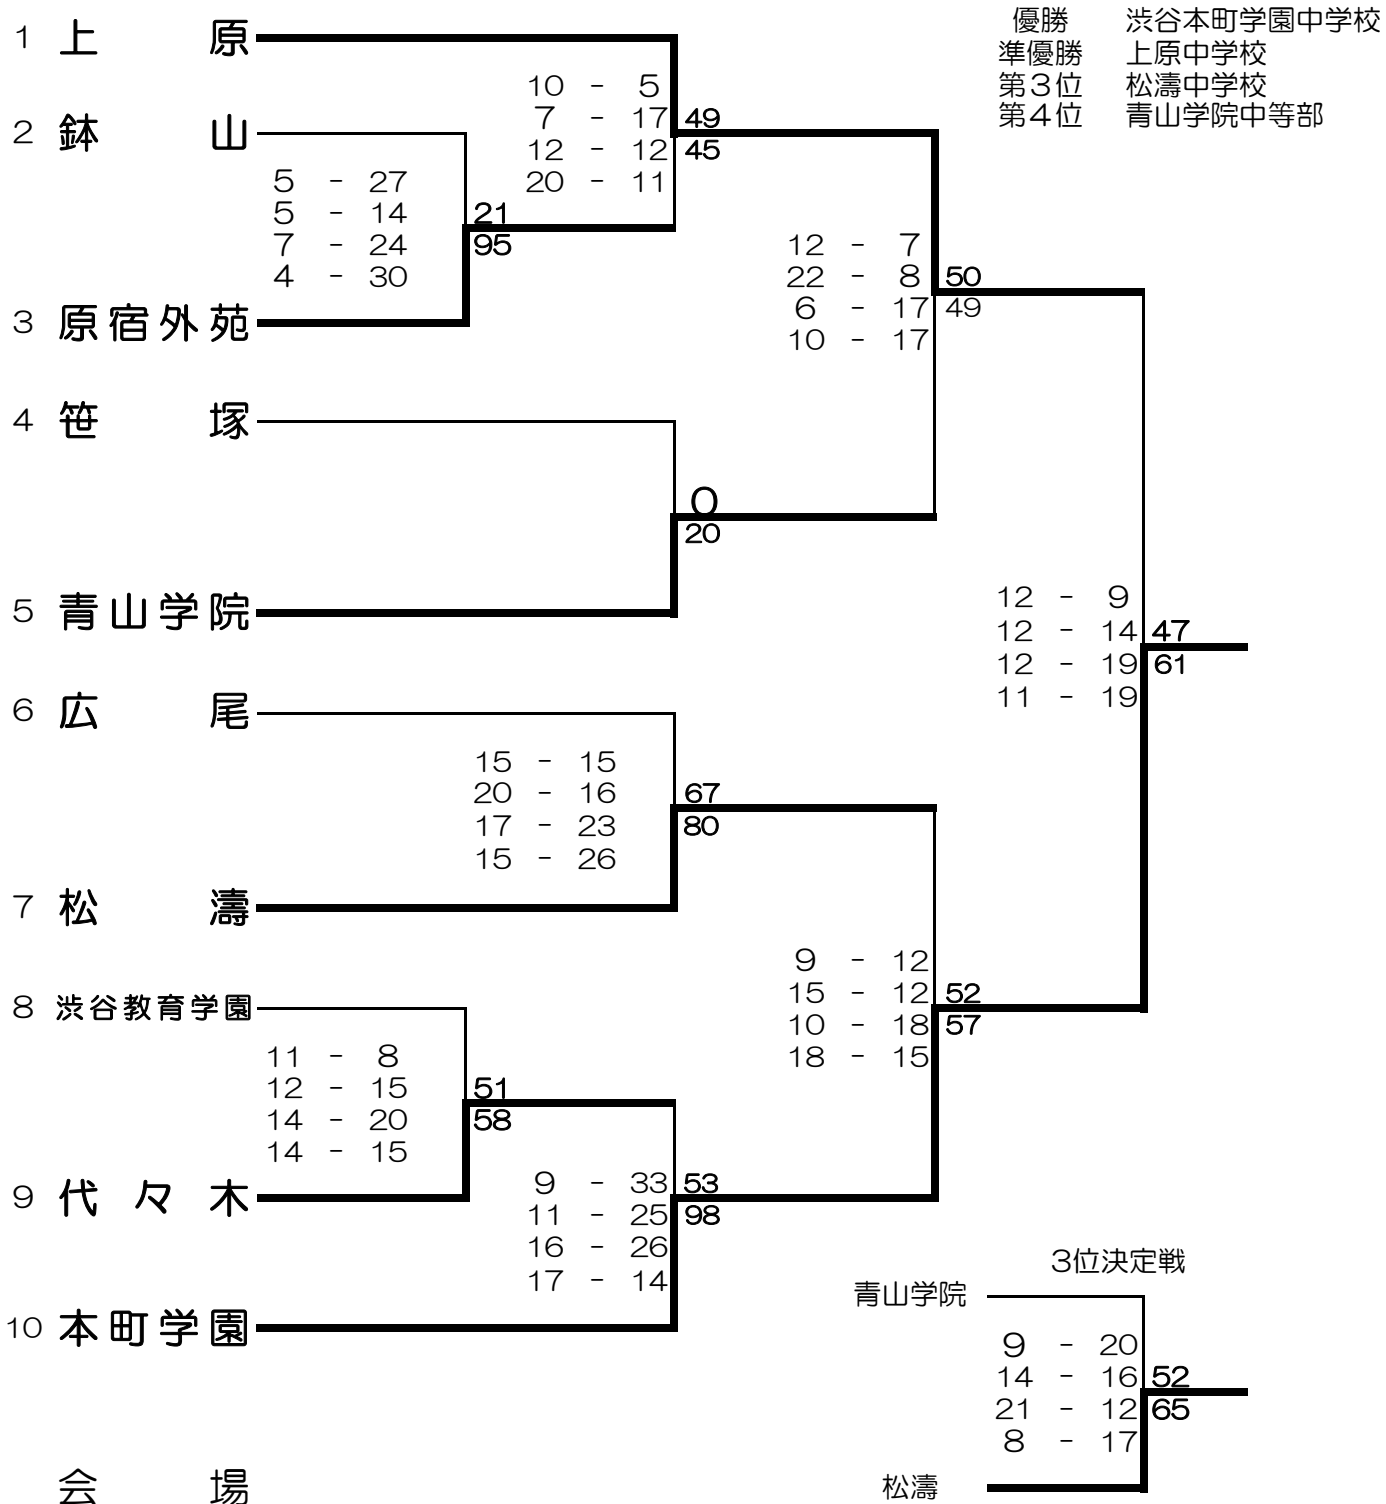 優勝 渋谷本町学園中学校
準優勝 上原中学校
第３位 松濤中学校
第４位 青山学院中等部
1 上原
10 - 5
7 - 17
12 - 12
20 - 11
49
45
2 鉢山
5 - 27
5 - 14
7 - 24
4 - 30
21
95
3 原宿外苑
12 - 7
22 - 8
6 - 17
10 - 17
50
49
4 笹塚
0
20
5 青山学院
12 - 9
12 - 14
12 - 19
11 - 19
47
61
6 広尾
15 - 15
20 - 16
17 - 23
15 - 26
67
80
7 松濤
9 - 12
15 - 12
10 - 18
18 - 15
52
57
8 渋谷教育学園
11 - 8
12 - 15
14 - 20
14 - 15
51
58
9 代々木
9 - 33
11 - 25
16 - 26
17 - 14
53
98
10 本町学園
3位決定戦
青山学院
9 - 20
14 - 16
21 - 12
8 - 17
52
65
松濤
会場